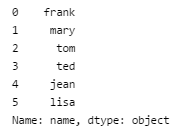 0    frank
1     mary
2      tom
3      ted
4     jean
5     lisa
Name: name, dtype: object